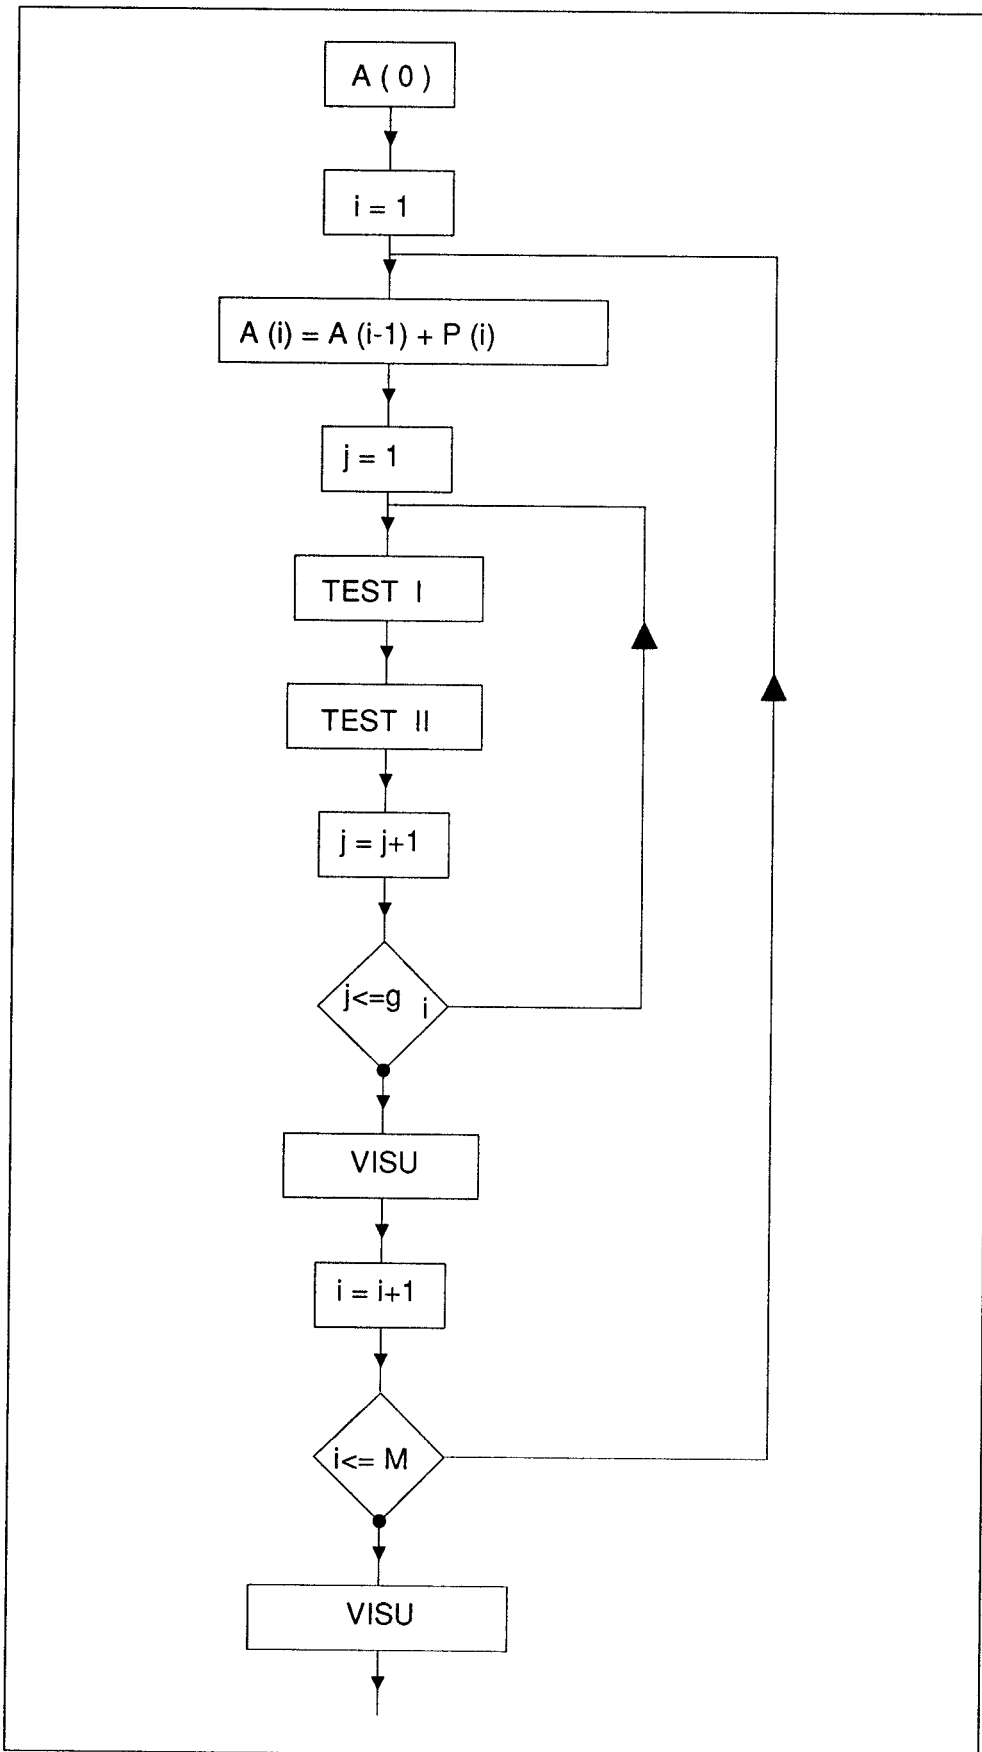 A ( 0 )
i = 1
A (i) = A (i-1) + P (i)
j = 1
TEST I
TEST II
j = j+1
j<=g i
VISU
i = i+1
i<= M
VISU